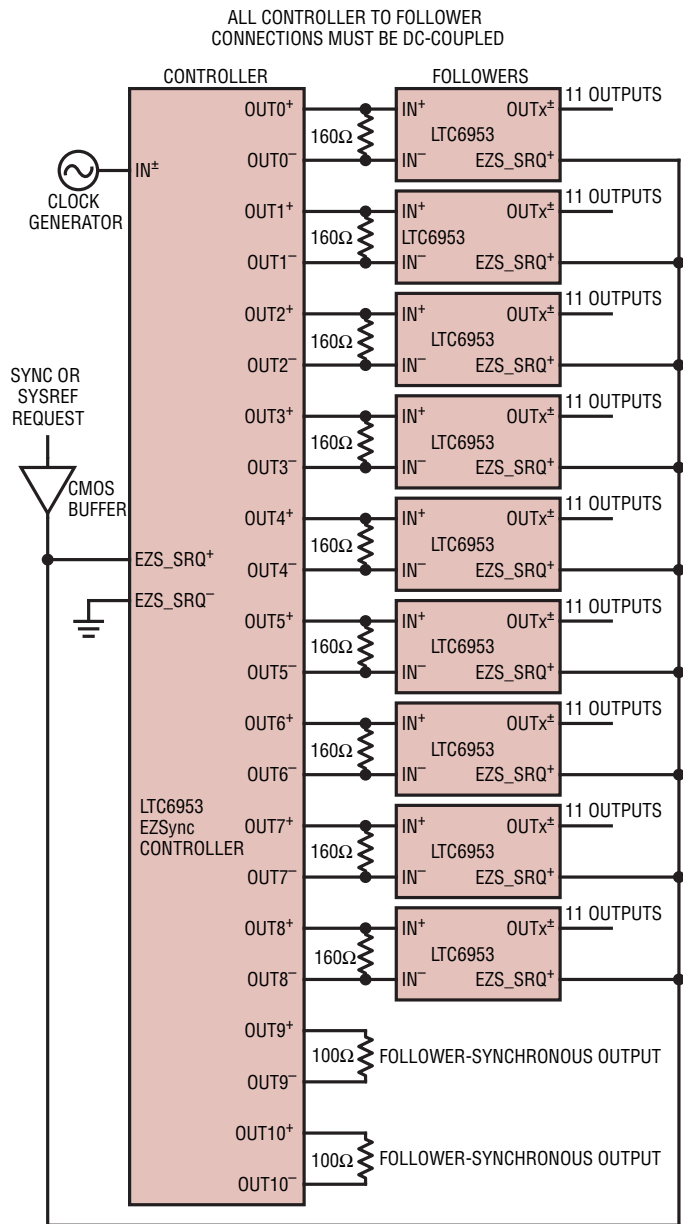 ALL CONTROLLER TO FOLLOWER
CONNECTIONS MUST BE DC-COUPLED
CONTROLLER
FOLLOWERS
CLOCK
GENERATOR
IN±
SYNC OR
SYSREF
REQUEST
CMOS
BUFFER
EZS_SRQ+
EZS_SRQ–
LTC6953
EZSync
CONTROLLER
OUT0+
OUT0–
160Ω
IN+
IN–
LTC6953
OUTx±
EZS_SRQ+
11 OUTPUTS
OUT1+
OUT1–
160Ω
IN+
IN–
LTC6953
OUTx±
EZS_SRQ+
11 OUTPUTS
OUT2+
OUT2–
160Ω
IN+
IN–
LTC6953
OUTx±
EZS_SRQ+
11 OUTPUTS
OUT3+
OUT3–
160Ω
IN+
IN–
LTC6953
OUTx±
EZS_SRQ+
11 OUTPUTS
OUT4+
OUT4–
160Ω
IN+
IN–
LTC6953
OUTx±
EZS_SRQ+
11 OUTPUTS
OUT5+
OUT5–
160Ω
IN+
IN–
LTC6953
OUTx±
EZS_SRQ+
11 OUTPUTS
OUT6+
OUT6–
160Ω
IN+
IN–
LTC6953
OUTx±
EZS_SRQ+
11 OUTPUTS
OUT7+
OUT7–
160Ω
IN+
IN–
LTC6953
OUTx±
EZS_SRQ+
11 OUTPUTS
OUT8+
OUT8–
160Ω
IN+
IN–
LTC6953
OUTx±
EZS_SRQ+
11 OUTPUTS
OUT9+
OUT9–
100Ω
FOLLOWER-SYNCHRONOUS OUTPUT
OUT10+
OUT10–
100Ω
FOLLOWER-SYNCHRONOUS OUTPUT